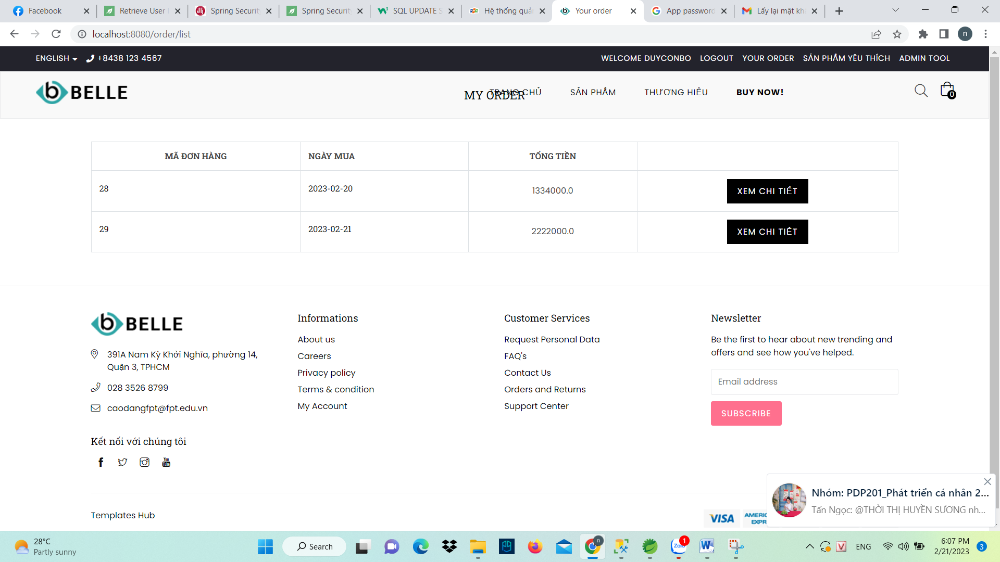 Facebook
Retrieve User
Spring Security
Spring Security
SQL UPDATE S
Hệ thống quản
Your order
App password
Lấy lại mật kh
localhost:8080/order/list
n
ENGLISH +8438 123 4567
WELCOME DUYCONBO LOGOUT YOUR ORDER SẢN PHẨM YÊU THÍCH ADMIN TOOL
b BELLE
MY ORDER
TRANG CHỦ SẢN PHẨM THƯƠNG HIỆU BUY NOW!
0
MÃ ĐƠN HÀNG NGÀY MUA TỔNG TIỀN
28 2023-02-20 1334000.0 XEM CHI TIẾT
29 2023-02-21 2222000.0 XEM CHI TIẾT
b BELLE
391A Nam Kỳ Khởi Nghĩa, phường 14,
Quận 3, TPHCM
028 3526 8799
caodangfpt@fpt.edu.vn
Informations
About us
Careers
Privacy policy
Terms & condition
My Account
Customer Services
Request Personal Data
FAQ's
Contact Us
Orders and Returns
Support Center
Newsletter
Be the first to hear about new trending and
offers and see how you've helped.
Email address
SUBSCRIBE
Kết nối với chúng tôi
You
Tube
Templates Hub
VISA
Nhóm: PDP201_Phát triển cá nhân 2...
Tấn Ngọc: @THỜI THỊ HUYỀN SƯƠNG nh...
28°C
Partly sunny
Search
n
Zalo
1
W
V
ENG
6:07 PM
2/21/2023
3